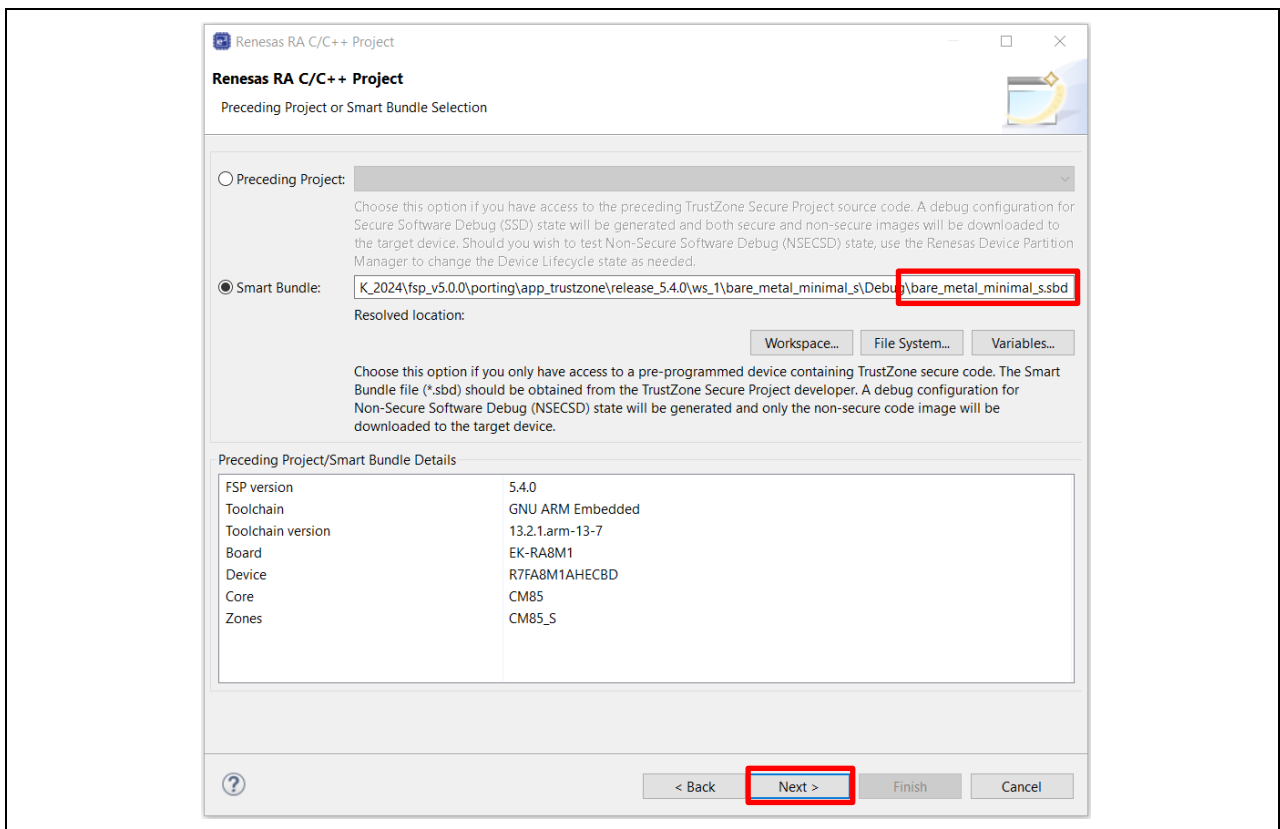 Renesas RA C/C++ Project
Renesas RA C/C++ Project
Preceding Project or Smart Bundle Selection
Preceding Project:
Choose this option if you have access to the preceding TrustZone Secure Project source code. A debug configuration for
Secure Software Debug (SSD) state will be generated and both secure and non-secure images will be downloaded to
the target device. Should you wish to test Non-Secure Software Debug (NSECSD) state, use the Renesas Device Partition
Manager to change the Device Lifecycle state as needed.
Smart Bundle: K_2024\fsp_v5.0.0\porting\app_trustzone\release_5.4.0\ws_1\bare_metal_minimal_s\Debug\bare_metal_minimal_s.sbd
Resolved location:
Workspace... File System... Variables...
Choose this option if you only have access to a pre-programmed device containing TrustZone secure code. The Smart
Bundle file (*.sbd) should be obtained from the TrustZone Secure Project developer. A debug configuration for
Non-Secure Software Debug (NSECSD) state will be generated and only the non-secure code image will be
downloaded to the target device.
Preceding Project/Smart Bundle Details
FSP version 5.4.0
Toolchain GNU ARM Embedded
Toolchain version 13.2.1.arm-13-7
Board EK-RA8M1
Device R7FA8M1AHECBD
Core CM85
Zones CM85_S
? < Back Next > Finish Cancel